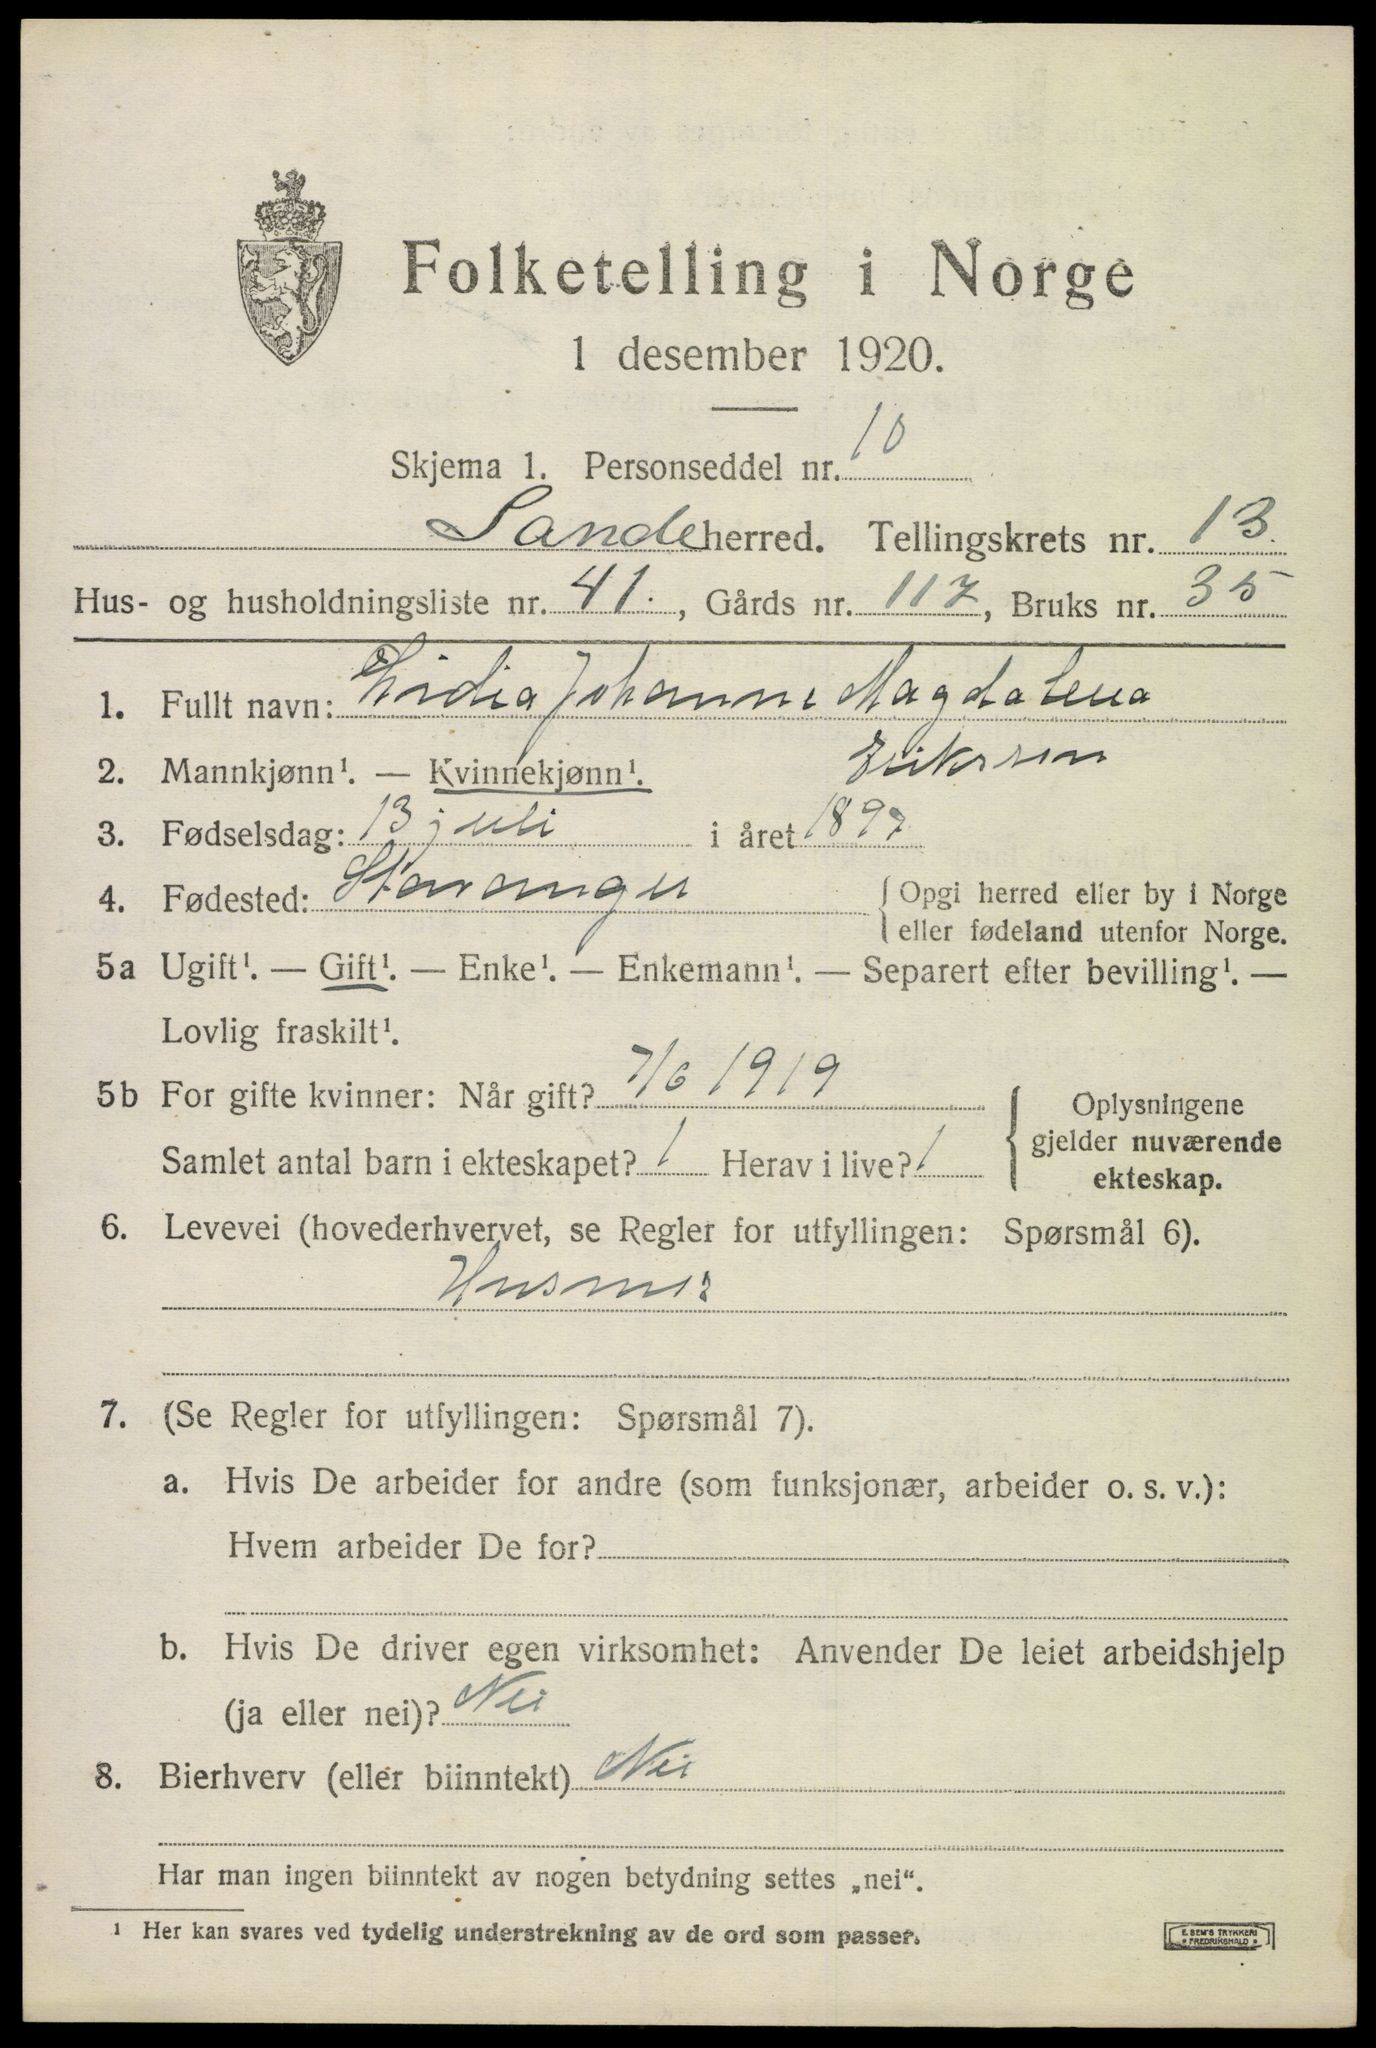 Folketelling i Norge
1 desember 1920.
Skjema 1. Personseddel nr. 10
Sande herred. Tellingskrets nr. 13.
Hus- og husholdningsliste nr. 41. , Gårds nr. 117, Bruks nr. 35
1. Fullt navn: Johanne Magdalena
Eriksen
2. Mannkjønn¹. — Kvinnekjønn¹.
3. Fødselsdag: 13 juli i året 1897
4. Fødested: Stavanger { Opgi herred eller by i Norge
eller fødeland utenfor Norge.
5a Ugift¹. — Gift¹. — Enke¹. — Enkemann¹. — Separert efter bevilling¹. —
Lovlig fraskilt¹.
5b For gifte kvinner: Når gift? 7/6 1919
Samlet antal barn i ekteskapet? 1 Herav i live? 1
{ Oplysningene
gjelder nuværende
ekteskap.
6. Levevei (hovederhvervet, se Regler for utfyllingen: Spørsmål 6).
Husmor
7. (Se Regler for utfyllingen: Spørsmål 7).
a. Hvis De arbeider for andre (som funksjonær, arbeider o. s. v.):
Hvem arbeider De for?
b. Hvis De driver egen virksomhet: Anvender De leiet arbeidshjelp
(ja eller nei)? Nei
8. Bierhverv (eller biinntekt) Nei
Har man ingen biinntekt av nogen betydning settes „nei“.
¹ Her kan svares ved tydelig understrekning av de ord som passer.
E. SEM'S TRYKKERI
• FREDRIKSHALD •